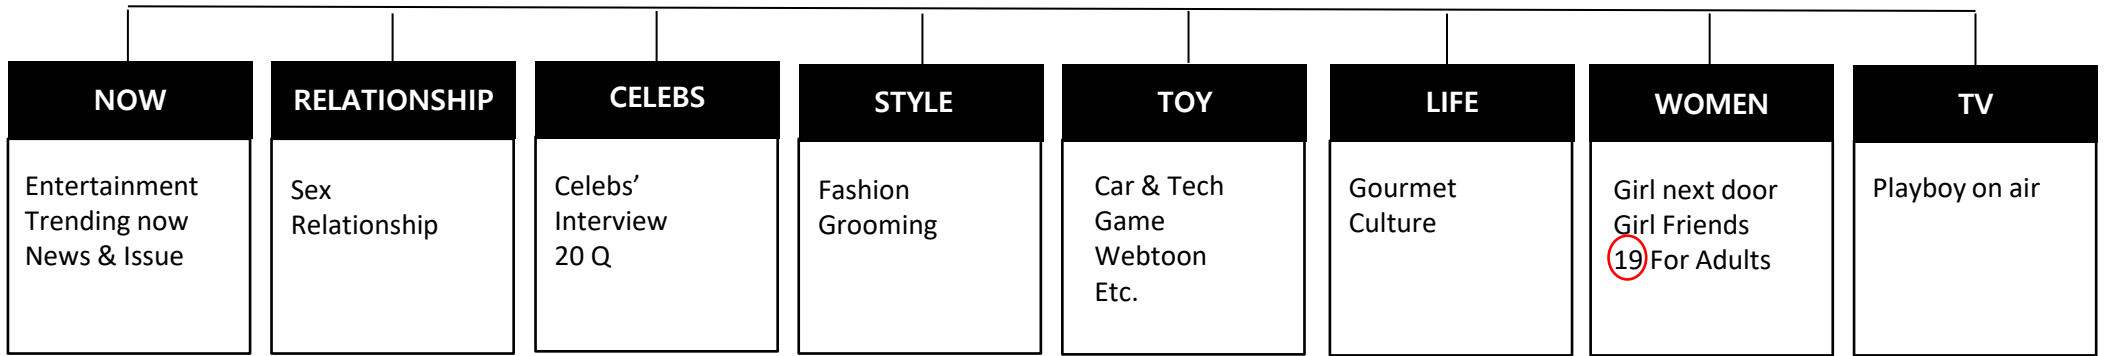 NOW
Entertainment
Trending now
News & Issue
RELATIONSHIP
Sex
Relationship
CELEBS
Celebs’
Interview
20 Q
STYLE
Fashion
Grooming
TOY
Car & Tech
Game
Webtoon
Etc.
LIFE
Gourmet
Culture
WOMEN
Girl next door
Girl Friends
19 For Adults
TV
Playboy on air